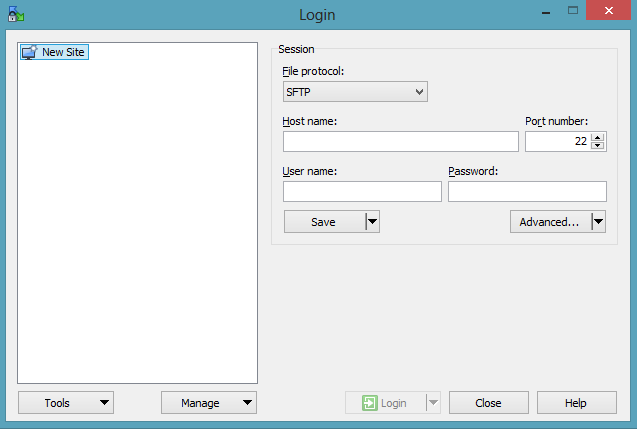 Login
New Site
Session
File protocol:
SFTP
Host name:
Port number:
22
User name:
Password:
Save
Advanced...
Tools
Manage
Login
Close
Help